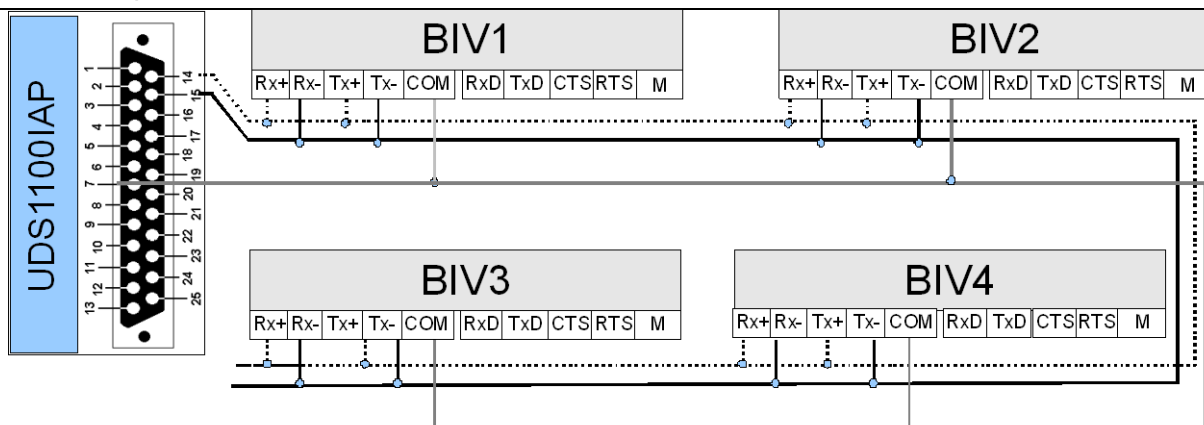 UDS1100IAP
1
2
3
4
5
6
7
8
9
10
11
12
13
14
15
16
17
18
19
20
21
22
23
24
25
BIV1
Rx+ Rx- Tx+ Tx- COM RxD TxD CTS RTS M
BIV2
Rx+ Rx- Tx+ Tx- COM RxD TxD CTS RTS M
BIV3
Rx+ Rx- Tx+ Tx- COM RxD TxD CTS RTS M
BIV4
Rx+ Rx- Tx+ Tx- COM RxD TxD CTS RTS M